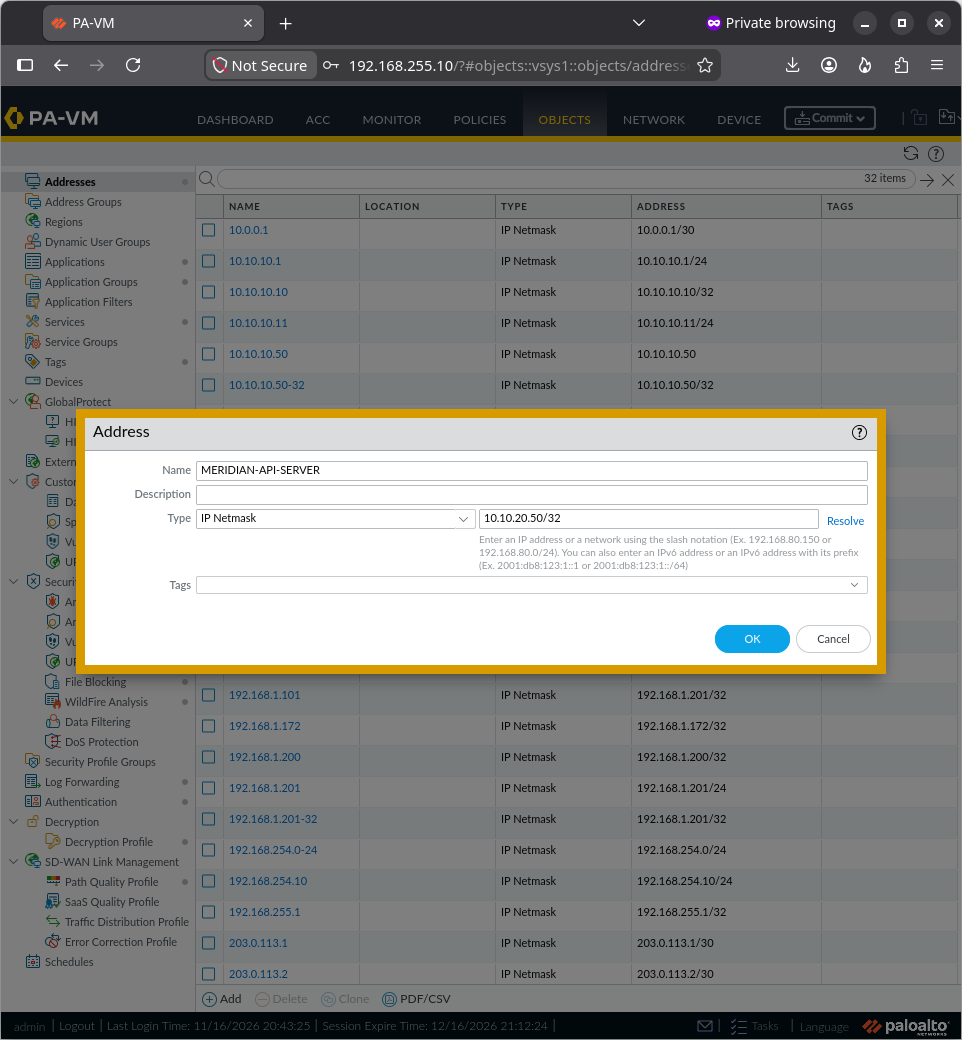 PA-VM
Private browsing
Not Secure
192.168.255.10/?#objects::vsys1::objects/address
PA-VM
DASHBOARD ACC MONITOR POLICIES OBJECTS NETWORK DEVICE Commit
32 items
Addresses
Address Groups
Regions
Dynamic User Groups
Applications
Application Groups
Application Filters
Services
Service Groups
Tags
Devices
GlobalProtect
HI
HI
Extern
Custo
Da
Sp
Vu
UR
Securi
An
An
Vu
UR
File Blocking
WildFire Analysis
Data Filtering
DoS Protection
Security Profile Groups
Log Forwarding
Authentication
Decryption
Decryption Profile
SD-WAN Link Management
Path Quality Profile
SaaS Quality Profile
Traffic Distribution Profile
Error Correction Profile
Schedules
NAME LOCATION TYPE ADDRESS TAGS
10.0.0.1 IP Netmask 10.0.0.1/30
10.10.10.1 IP Netmask 10.10.10.1/24
10.10.10.10 IP Netmask 10.10.10.10/32
10.10.10.11 IP Netmask 10.10.10.11/24
10.10.10.50 IP Netmask 10.10.10.50
10.10.10.50-32 IP Netmask 10.10.10.50/32
Address
Name MERIDIAN-API-SERVER
Description
Type IP Netmask 10.10.20.50/32 Resolve
Enter an IP address or a network using the slash notation (Ex. 192.168.80.150 or
192.168.80.0/24). You can also enter an IPv6 address or an IPv6 address with its prefix
(Ex. 2001:db8:123:1::1 or 2001:db8:123:1::/64)
Tags
OK Cancel
192.168.1.101 IP Netmask 192.168.1.201/32
192.168.1.172 IP Netmask 192.168.1.172/32
192.168.1.200 IP Netmask 192.168.1.200/32
192.168.1.201 IP Netmask 192.168.1.201/24
192.168.1.201-32 IP Netmask 192.168.1.201/32
192.168.254.0-24 IP Netmask 192.168.254.0/24
192.168.254.10 IP Netmask 192.168.254.10/24
192.168.255.1 IP Netmask 192.168.255.1/32
203.0.113.1 IP Netmask 203.0.113.1/30
203.0.113.2 IP Netmask 203.0.113.2/30
Add Delete Clone PDF/CSV
admin | Logout | Last Login Time: 11/16/2026 20:43:25 | Session Expire Time: 12/16/2026 21:12:24 | Tasks | Language paloalto
NETWORKS